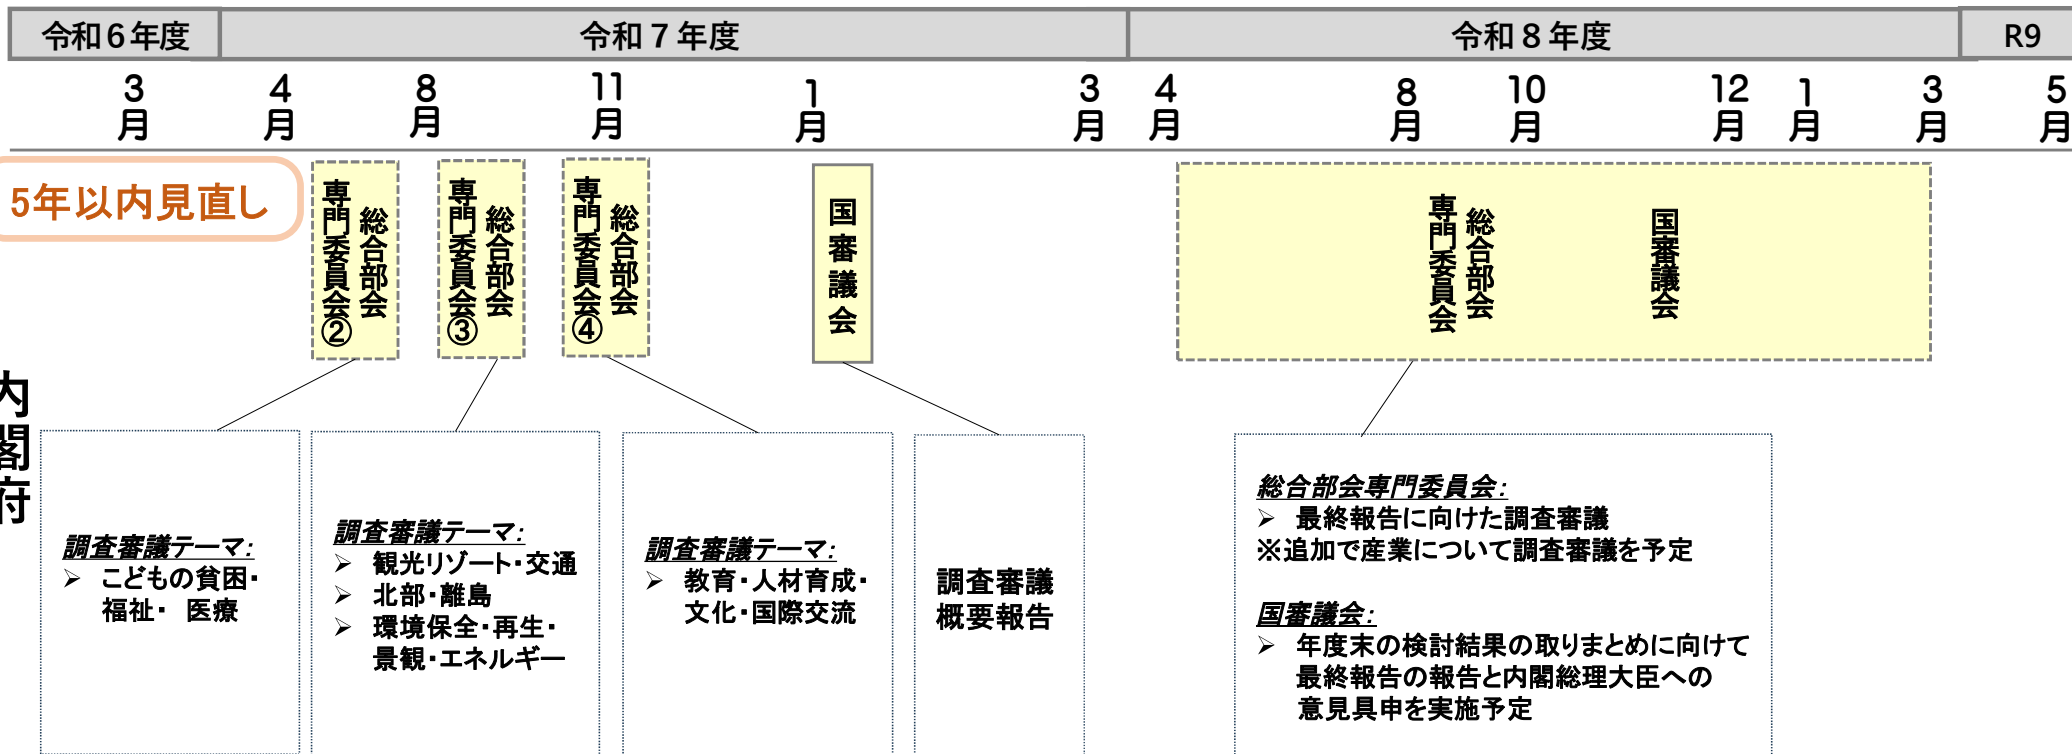 令和6年度
令和7年度
令和8年度
R9
3月
4月
8月
11月
1月
3月
4月
8月
10月
12月
1月
3月
5月
5年以内見直し
総合部会
専門委員会②
総合部会
専門委員会③
総合部会
専門委員会④
国審議会
総合部会
専門委員会
国審議会
内閣府
調査審議テーマ:
➢ こどもの貧困・
福祉・ 医療
調査審議テーマ:
➢ 観光リゾート・交通
➢ 北部・離島
➢ 環境保全・再生・
景観・エネルギー
調査審議テーマ:
➢ 教育・人材育成・
文化・国際交流
調査審議
概要報告
総合部会専門委員会:
➢ 最終報告に向けた調査審議
※追加で産業について調査審議を予定
国審議会:
➢ 年度末の検討結果の取りまとめに向けて
最終報告の報告と内閣総理大臣への
意見具申を実施予定